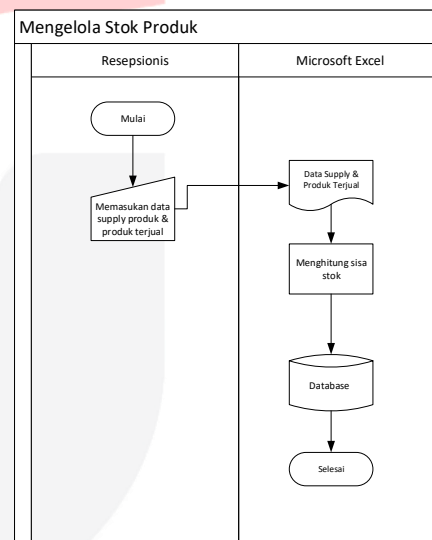 Mengelola Stok Produk
Resepsionis
Microsoft Excel
Mulai
Memasukan data
supply produk &
produk terjual
Data Supply &
Produk Terjual
Menghitung sisa
stok
Database
Selesai